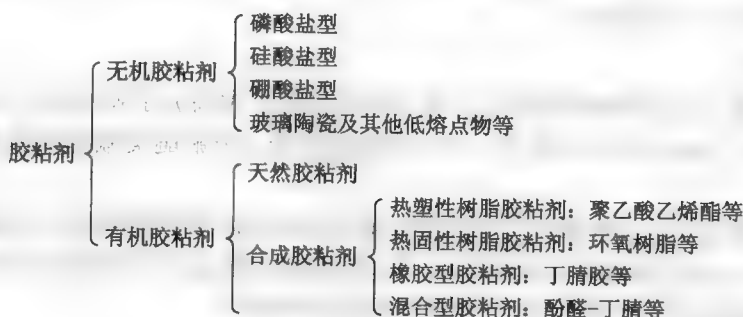 磷酸盐型
硅酸盐型
无机胶粘剂
硼酸盐型
玻璃陶瓷及其他低熔点物等
胶粘剂
天然胶粘剂
热塑性树脂胶粘剂：聚乙酸乙烯酯等
有机胶粘剂
热固性树脂胶粘剂：环氧树脂等
合成胶粘剂
橡胶型胶粘剂：丁腈胶等
混合型胶粘剂：酚醛-丁腈等